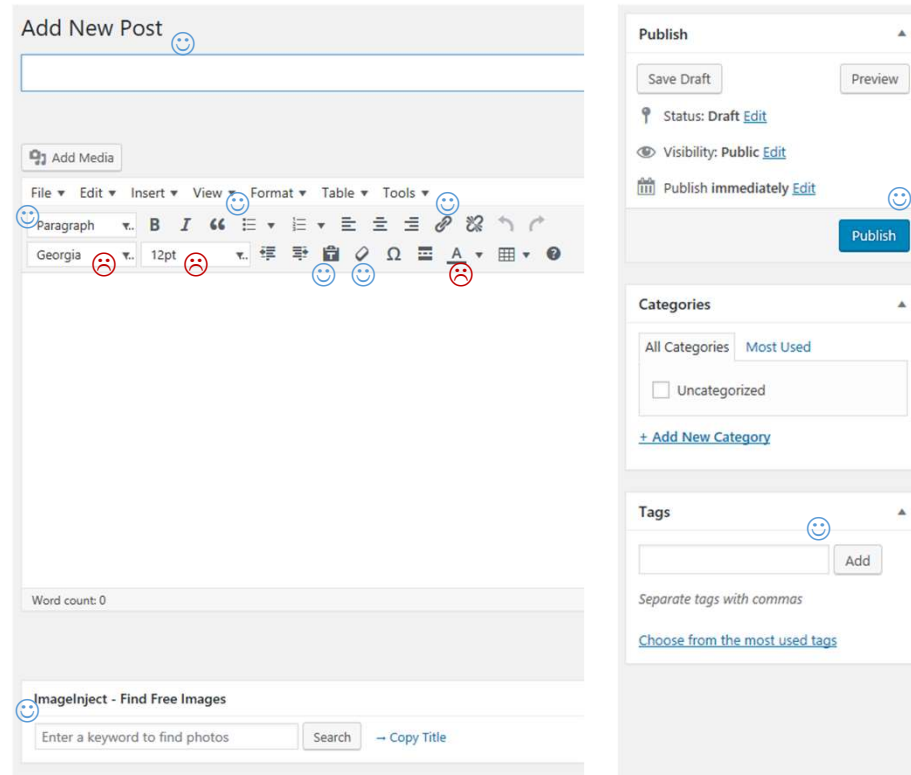 Add New Post
Add Media
File Edit Insert View Format Table Tools
Paragraph B I
Georgia 12pt Ω A
Word count: 0
ImageInject - Find Free Images
Enter a keyword to find photos Search → Copy Title
Publish
Save Draft Preview
Status: Draft Edit
Visibility: Public Edit
Publish immediately Edit
Publish
Categories
All Categories Most Used
Uncategorized
+ Add New Category
Tags
Add
Separate tags with commas
Choose from the most used tags